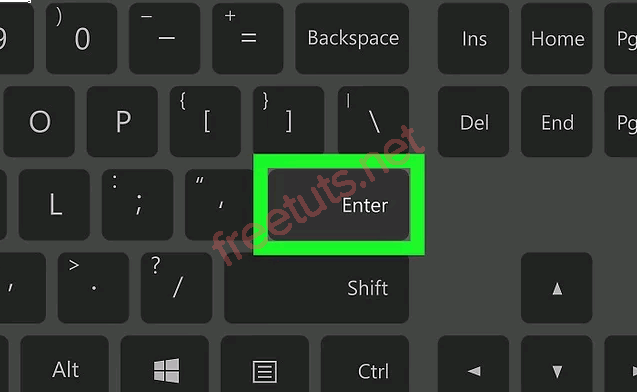 9 ) 0 _ – + = Backspace Ins Home Pg
O P { [ } ] | \ Del End Pg
L : ; “ ‘ Enter
freetuts.net
, > . ? / Shift ▲
Alt Ctrl ◄ ▼